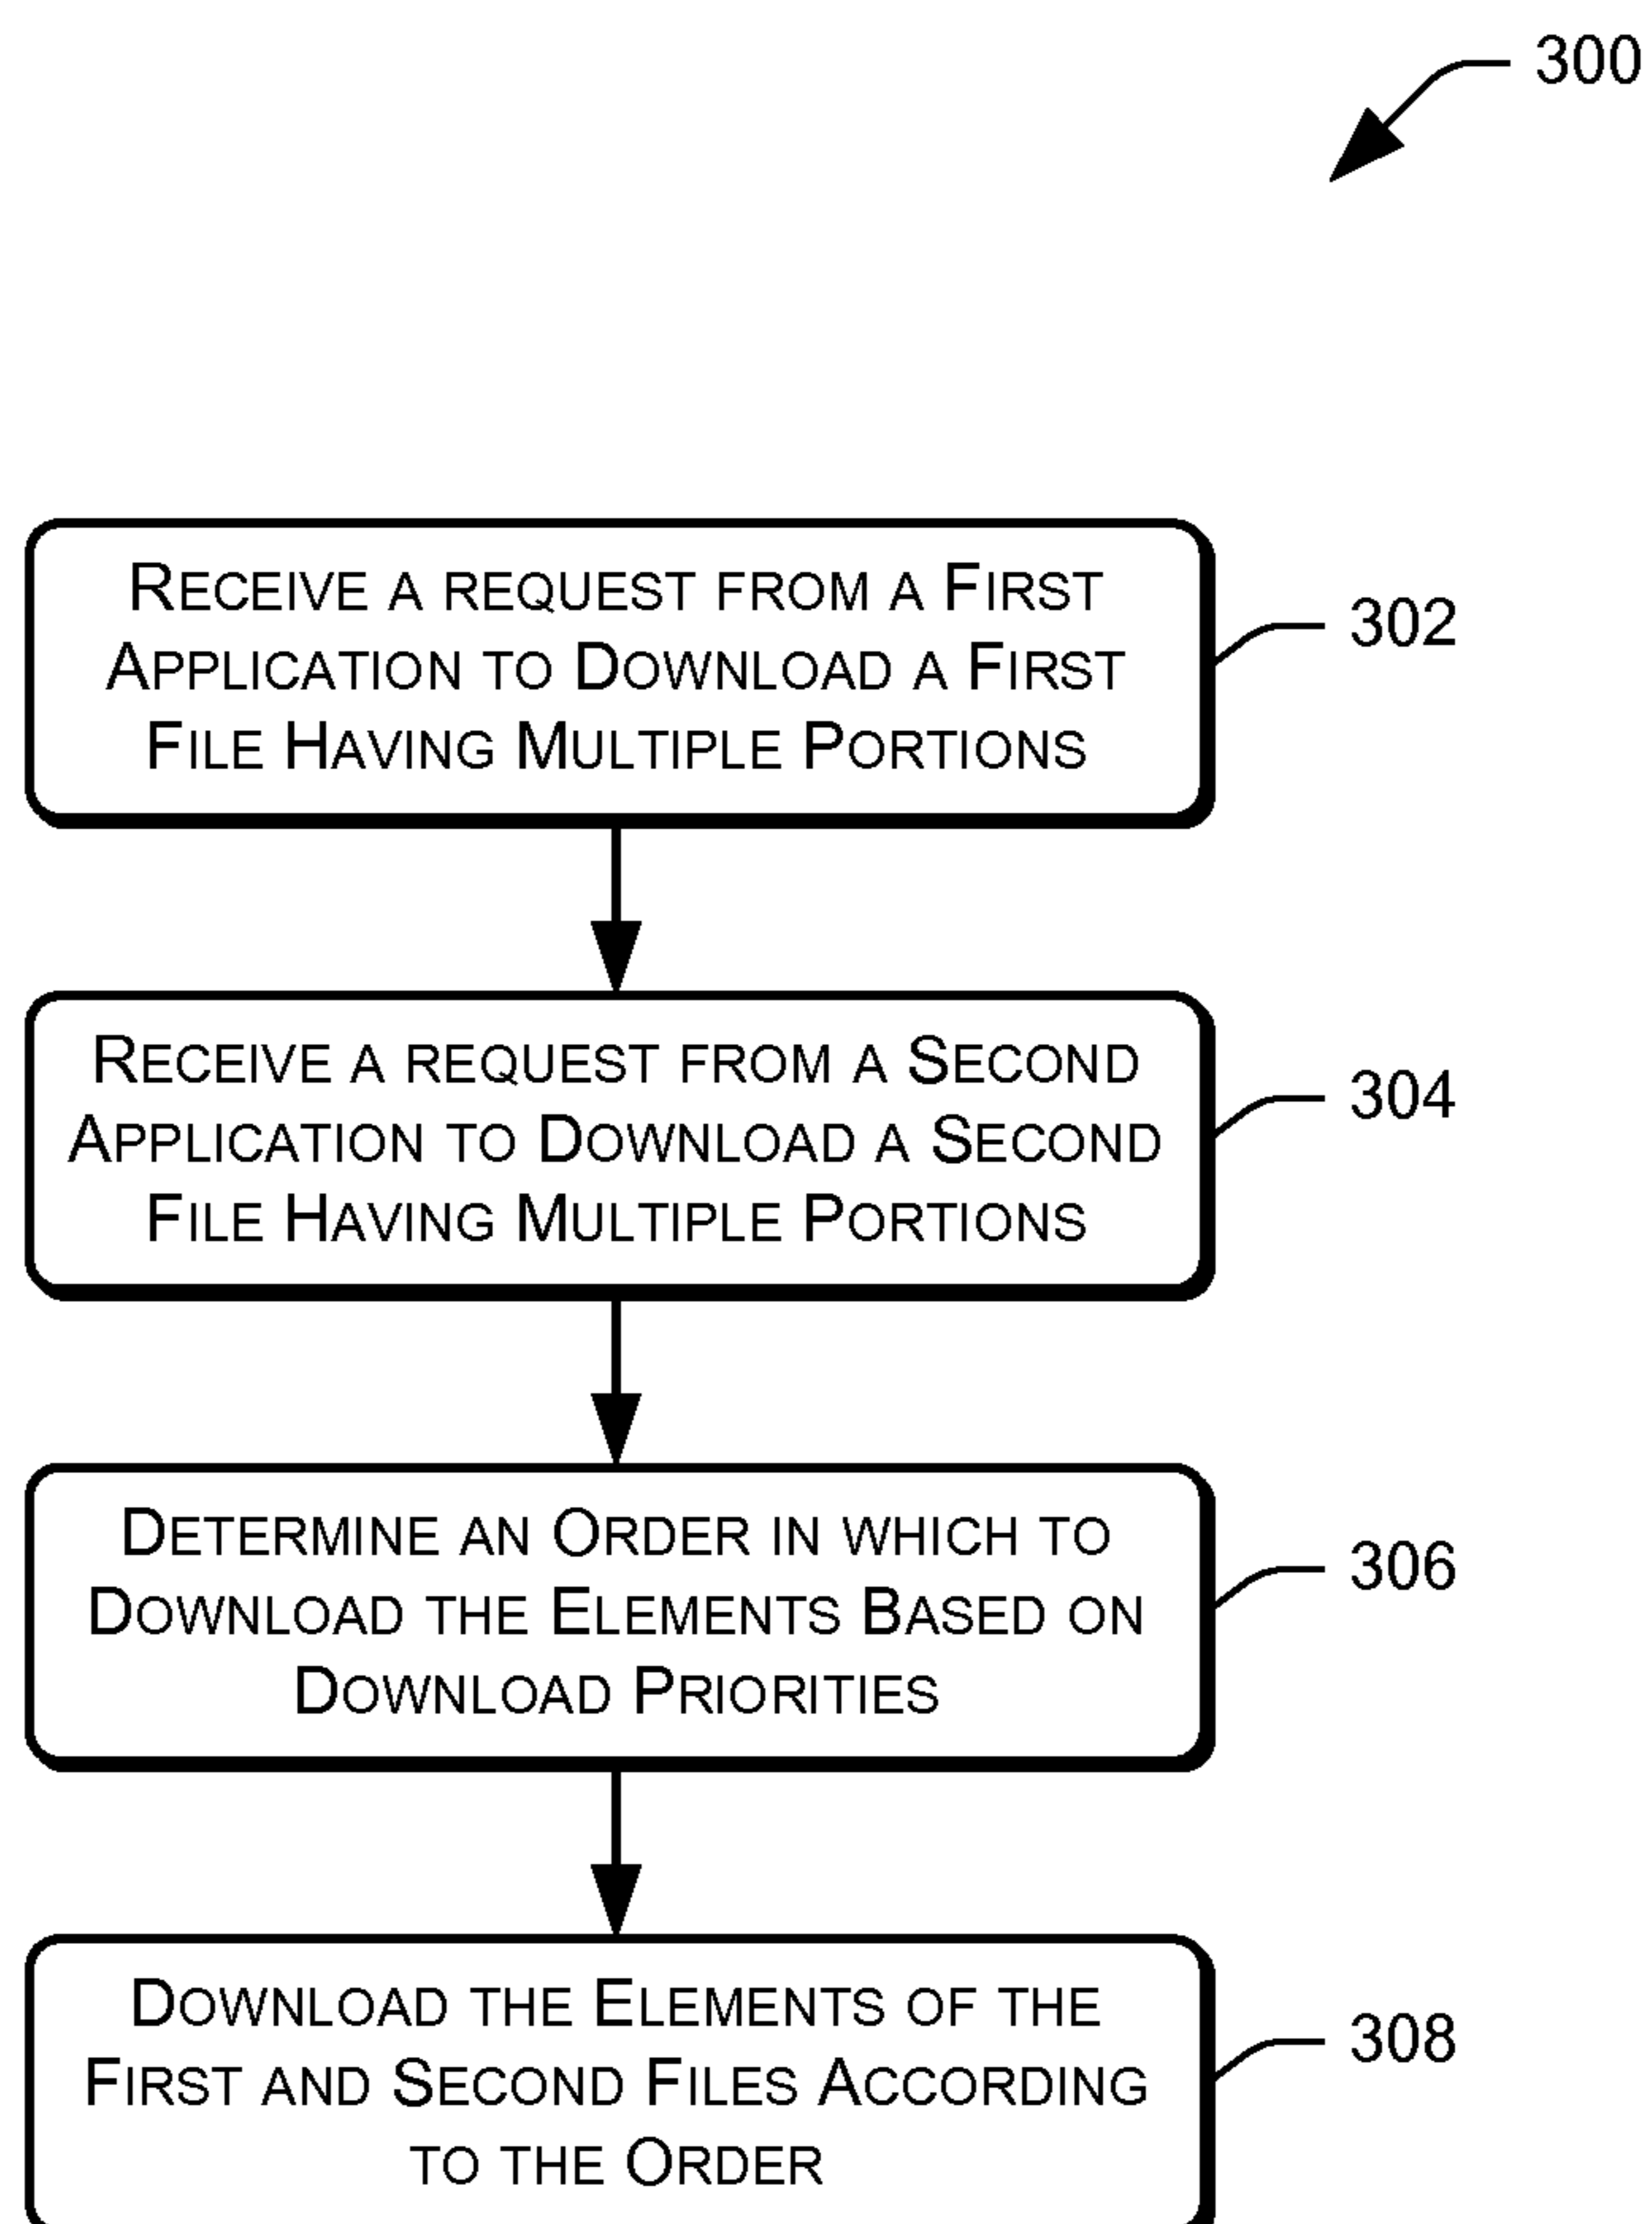 300
RECEIVE A REQUEST FROM A FIRST
APPLICATION TO DOWNLOAD A FIRST
FILE HAVING MULTIPLE PORTIONS
302
RECEIVE A REQUEST FROM A SECOND
APPLICATION TO DOWNLOAD A SECOND
FILE HAVING MULTIPLE PORTIONS
304
DETERMINE AN ORDER IN WHICH TO
DOWNLOAD THE ELEMENTS BASED ON
DOWNLOAD PRIORITIES
306
DOWNLOAD THE ELEMENTS OF THE
FIRST AND SECOND FILES ACCORDING
TO THE ORDER
308